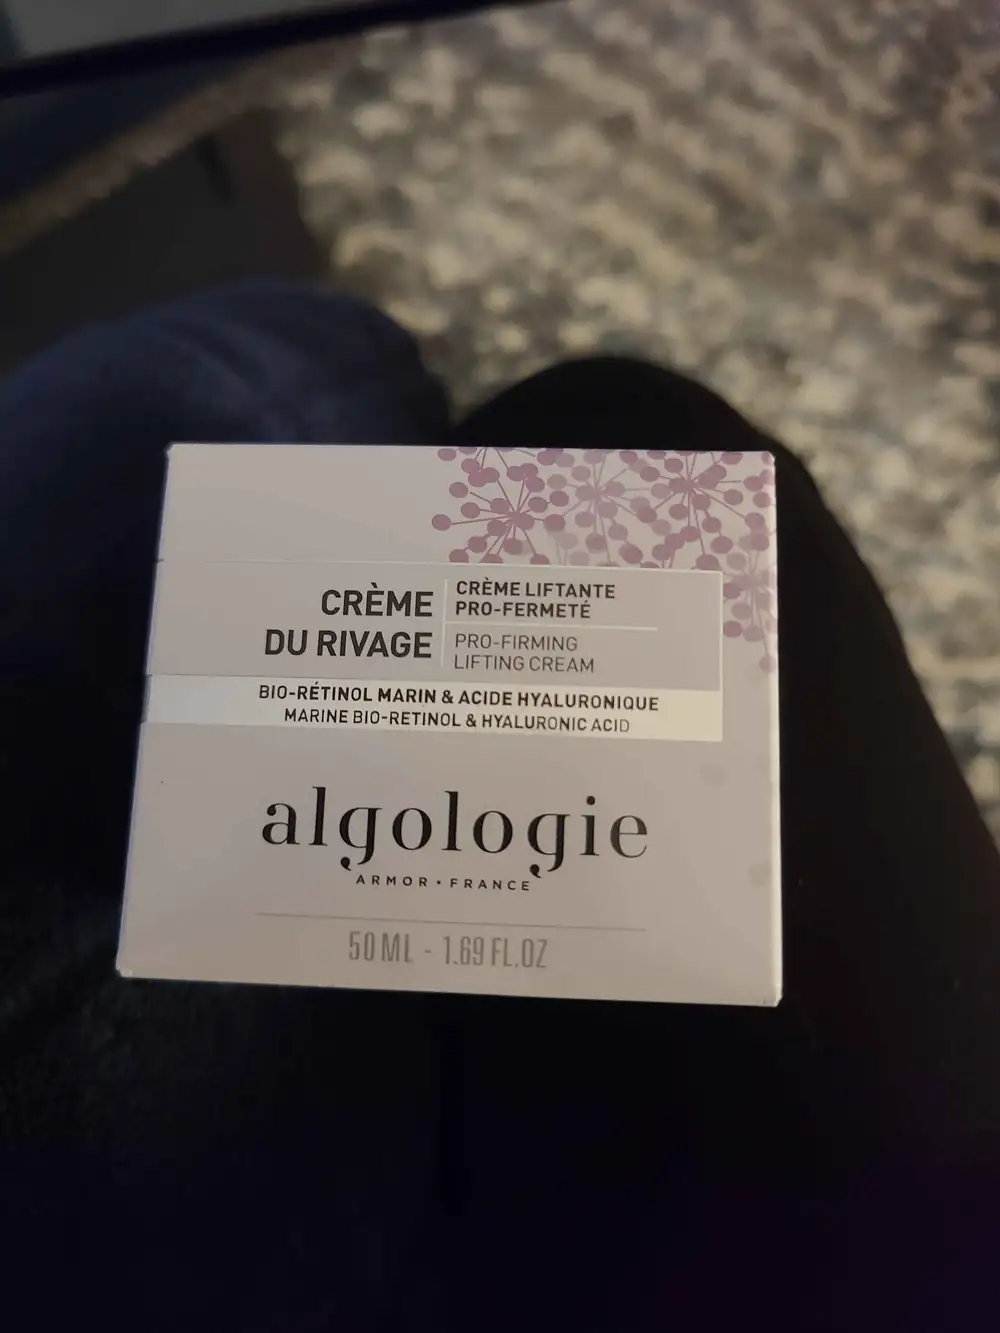 CRÈME
DU RIVAGE
CRÈME LIFTANTE
PRO-FERMETÉ
PRO-FIRMING
LIFTING CREAM
BIO-RÉTINOL MARIN & ACIDE HYALURONIQUE
MARINE BIO-RETINOL & HYALURONIC ACID
algologie
ARMOR • FRANCE
50 ML - 1.69 FL.OZ